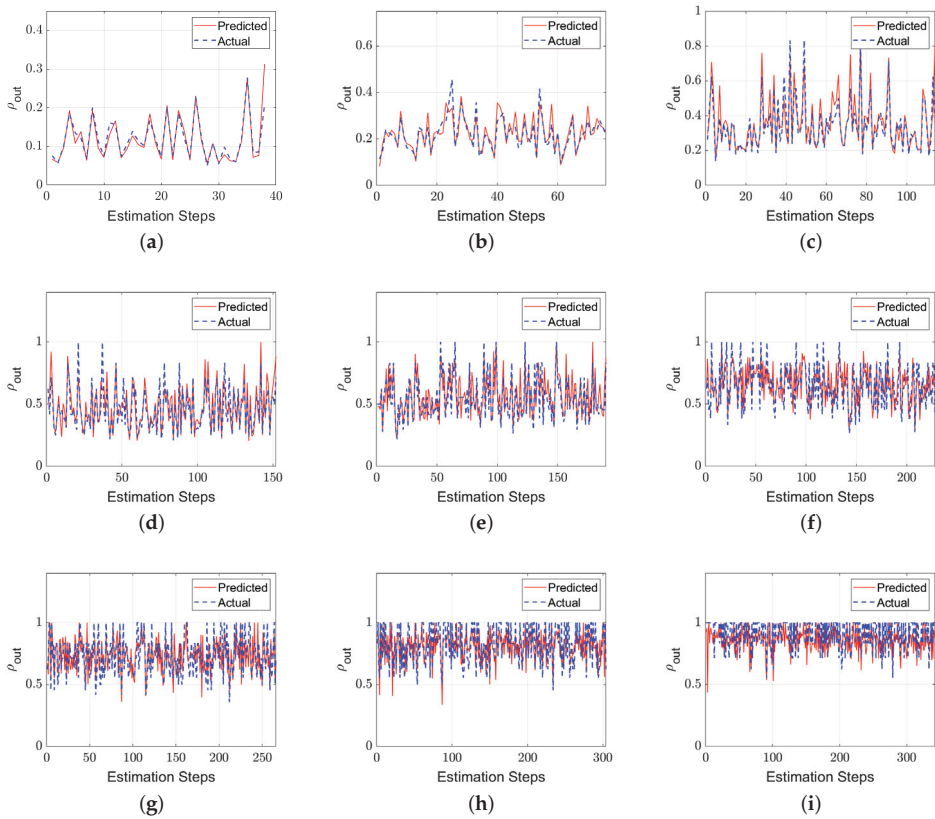 0.4
0.3
0.2
0.1
0
ρout
Predicted
Actual
0 10 20 30 40
Estimation Steps
(a)
0.6
0.4
0.2
0
ρout
Predicted
Actual
0 20 40 60
Estimation Steps
(b)
1
0.8
0.6
0.4
0.2
0
ρout
Predicted
Actual
0 20 40 60 80 100
Estimation Steps
(c)
1
0.5
0
ρout
Predicted
Actual
0 50 100 150
Estimation Steps
(d)
1
0.5
0
ρout
Predicted
Actual
0 50 100 150
Estimation Steps
(e)
1
0.5
0
ρout
Predicted
Actual
0 50 100 150 200
Estimation Steps
(f)
1
0.5
0
ρout
Predicted
Actual
0 50 100 150 200 250
Estimation Steps
(g)
1
0.5
0
ρout
Predicted
Actual
0 100 200 300
Estimation Steps
(h)
1
0.5
0
ρout
Predicted
Actual
0 100 200 300
Estimation Steps
(i)